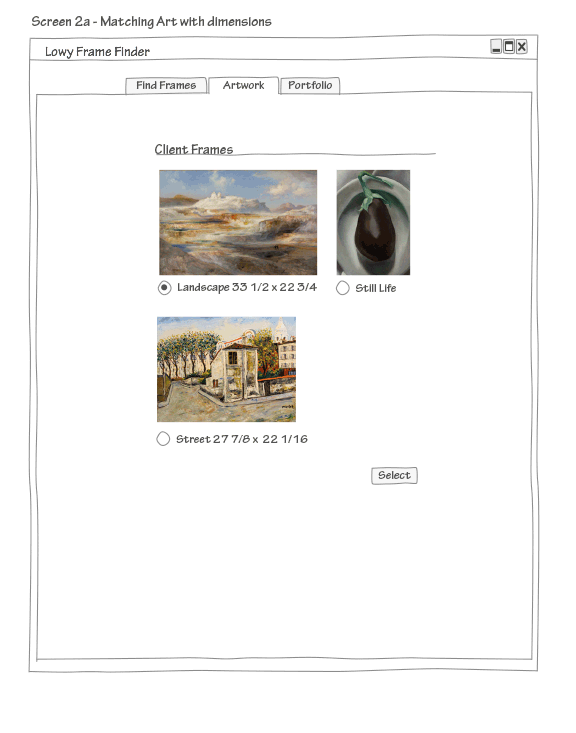 Screen 2a - Matching Art with dimensions
Lowy Frame Finder
Find Frames Artwork Portfolio
Client Frames
Landscape 33 1/2 x 22 3/4 Still Life
Street 27 7/8 x 22 1/16
Select